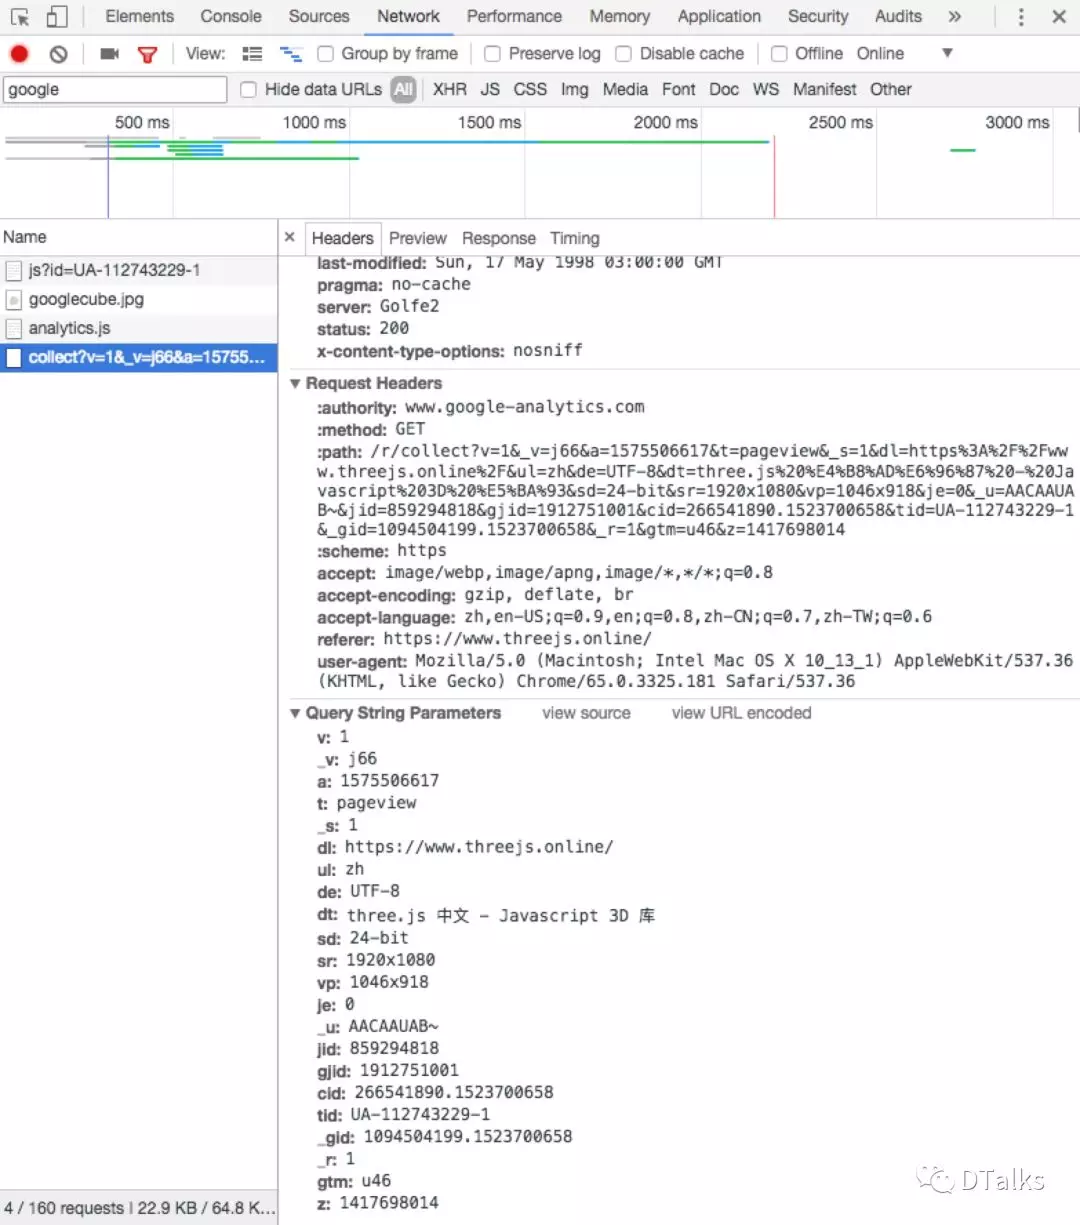 Elements Console Sources Network Performance Memory Application Security Audits »
View: Group by frame Preserve log Disable cache Offline Online ▼
google Hide data URLs All XHR JS CSS Img Media Font Doc WS Manifest Other
500 ms 1000 ms 1500 ms 2000 ms 2500 ms 3000 ms
Name
× Headers Preview Response Timing
js?id=UA-112743229-1
googlecube.jpg
analytics.js
collect?v=1&_v=j66&a=15755...
last-modified: Sun, 17 May 1998 03:00:00 GMT
pragma: no-cache
server: Golfe2
status: 200
x-content-type-options: nosniff
▼ Request Headers
:authority: www.google-analytics.com
:method: GET
:path: /r/collect?v=1&_v=j66&a=1575506617&t=pageview&_s=1&dl=https%3A%2F%2Fww
w.threejs.online%2F&ul=zh&de=UTF-8&dt=three.js%20%E4%B8%AD%E6%96%87%20-%20Ja
vascript%203D%20%E5%BA%93&sd=24-bit&sr=1920x1080&vp=1046x918&je=0&_u=AACAAUA
B~&jid=859294818&gjid=1912751001&cid=266541890.1523700658&tid=UA-112743229-1
&_gid=1094504199.1523700658&_r=1&gtm=u46&z=1417698014
:scheme: https
accept: image/webp,image/apng,image/*,*/*;q=0.8
accept-encoding: gzip, deflate, br
accept-language: zh,en-US;q=0.9,en;q=0.8,zh-CN;q=0.7,zh-TW;q=0.6
referer: https://www.threejs.online/
user-agent: Mozilla/5.0 (Macintosh; Intel Mac OS X 10_13_1) AppleWebKit/537.36
(KHTML, like Gecko) Chrome/65.0.3325.181 Safari/537.36
▼ Query String Parameters view source view URL encoded
v: 1
_v: j66
a: 1575506617
t: pageview
_s: 1
dl: https://www.threejs.online/
ul: zh
de: UTF-8
dt: three.js 中文 - Javascript 3D 库
sd: 24-bit
sr: 1920x1080
vp: 1046x918
je: 0
_u: AACAAUAB~
jid: 859294818
gjid: 1912751001
cid: 266541890.1523700658
tid: UA-112743229-1
_gid: 1094504199.1523700658
_r: 1
gtm: u46
z: 1417698014
4 / 160 requests | 22.9 KB / 64.8 K...
DTalks